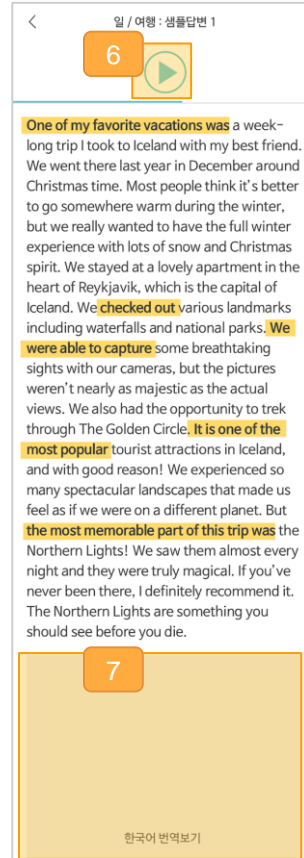 일 / 여행 : 샘플답변 1
6
One of my favorite vacations was a week-
long trip I took to Iceland with my best friend.
We went there last year in December around
Christmas time. Most people think it's better
to go somewhere warm during the winter,
but we really wanted to have the full winter
experience with lots of snow and Christmas
spirit. We stayed at a lovely apartment in the
heart of Reykjavik, which is the capital of
Iceland. We checked out various landmarks
including waterfalls and national parks. We
were able to capture some breathtaking
sights with our cameras, but the pictures
weren't nearly as majestic as the actual
views. We also had the opportunity to trek
through The Golden Circle. It is one of the
most popular tourist attractions in Iceland,
and with good reason! We experienced so
many spectacular landscapes that made us
feel as if we were on a different planet. But
the most memorable part of this trip was the
Northern Lights! We saw them almost every
night and they were truly magical. If you've
never been there, I definitely recommend it.
The Northern Lights are something you
should see before you die.
7
한국어 번역보기